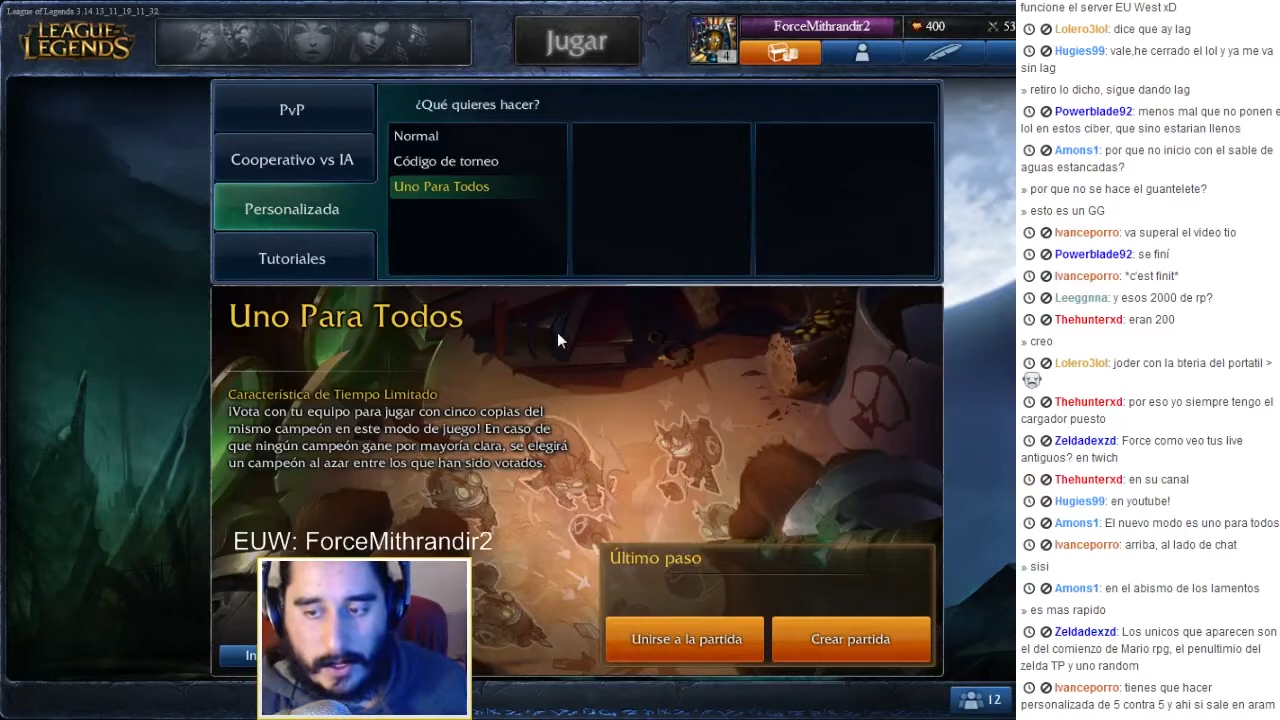 League of Legends 3.14.13_11_19_11_32
LEAGUE of
LEGENDS
Jugar
ForceMithrandir2
400
53
4
PvP
Cooperativo vs IA
Personalizada
Tutoriales
¿Qué quieres hacer?
Normal
Código de torneo
Uno Para Todos
Uno Para Todos
Característica de Tiempo Limitado
¡Vota con tu equipo para jugar con cinco copias del
mismo campeón en este modo de juego! En caso de
que ningún campeón gane por mayoría clara, se elegirá
un campeón al azar entre los que han sido votados.
EUW: ForceMithrandir2
Último paso
Unirse a la partida
Crear partida
In
12
funcione el server EU West xD
Lolero3lol: dice que ay lag
Hugies99: vale,he cerrado el lol y ya me va
sin lag
» retiro lo dicho, sigue dando lag
Powerblade92: menos mal que no ponen e
lol en estos ciber, que sino estarian llenos
Amons1: por que no inicio con el sable de
aguas estancadas?
» por que no se hace el guantelete?
» esto es un GG
Ivanceporro: va superal el video tio
Powerblade92: se finí
Ivanceporro: *c'est finit*
Leeggnna: y esos 2000 de rp?
Thehunterxd: eran 200
» creo
Lolero3lol: joder con la bteria del portatil >
Thehunterxd: por eso yo siempre tengo el
cargador puesto
Zeldadexzd: Force como veo tus live
antiguos? en twich
Thehunterxd: en su canal
Hugies99: en youtube!
Amons1: El nuevo modo es uno para todos
Ivanceporro: arriba, al lado de chat
» sisi
Amons1: en el abismo de los lamentos
» es mas rapido
Zeldadexzd: Los unicos que aparecen son
el del comienzo de Mario rpg, el penultimio del
zelda TP y uno random
Ivanceporro: tienes que hacer
personalizada de 5 contra 5 y ahi si sale en aram